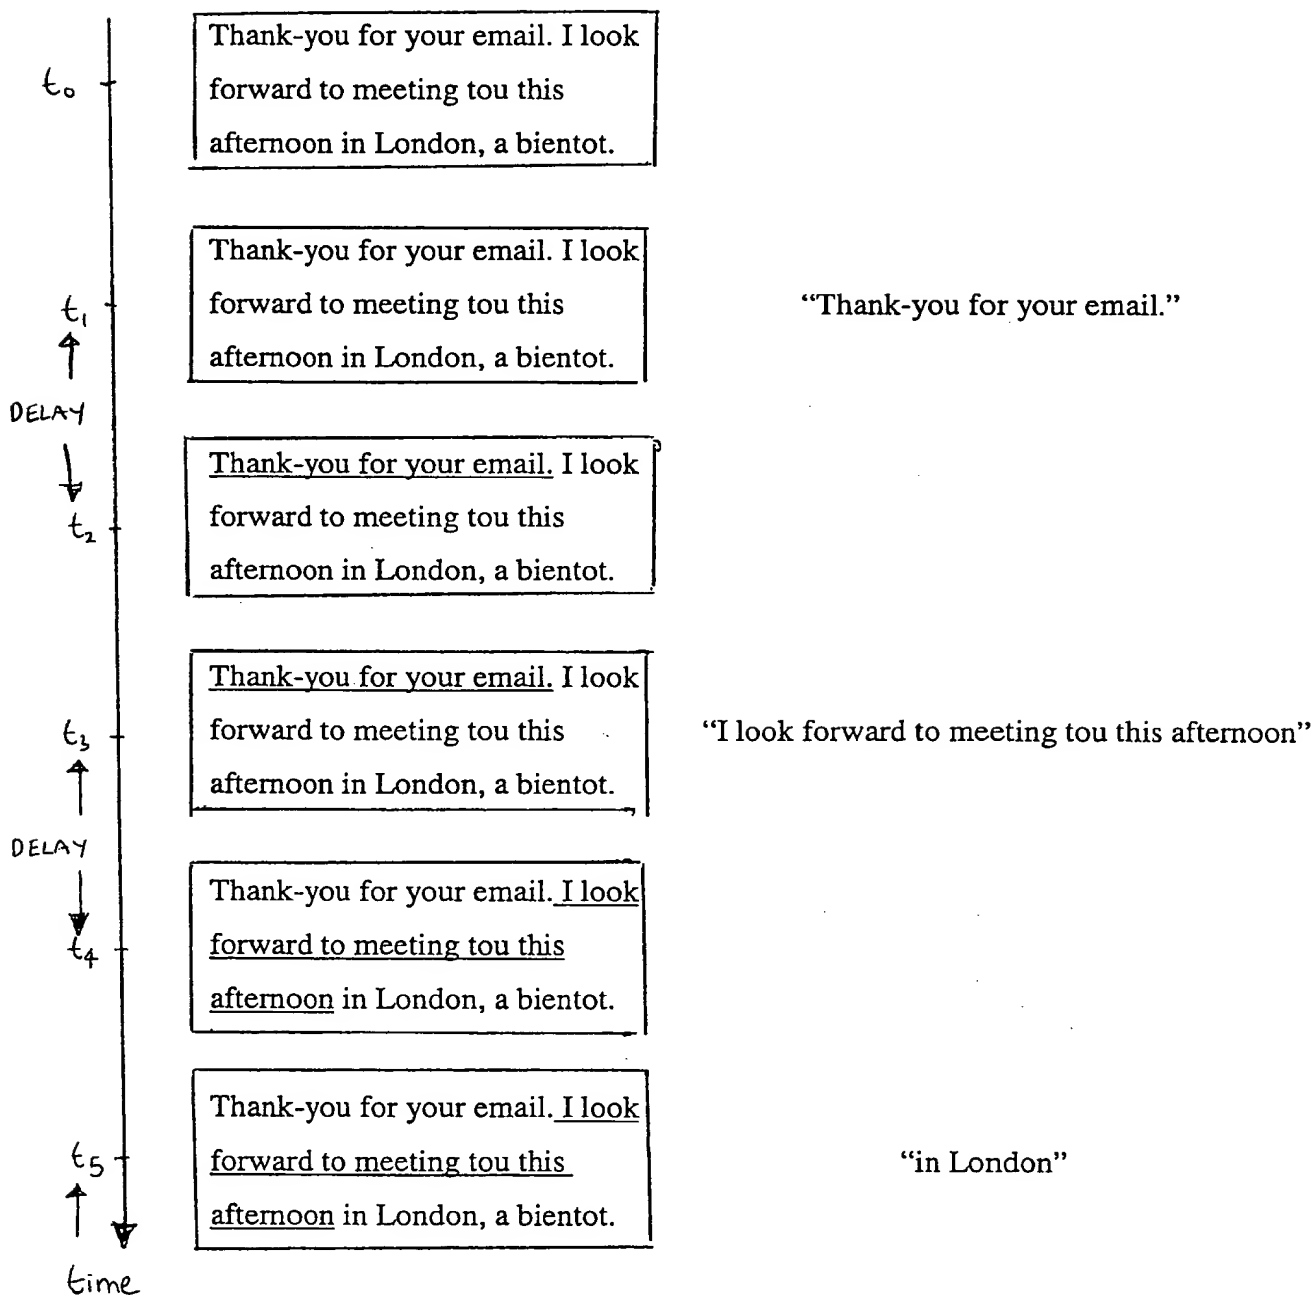 Thank-you for your email. I look
t₀ forward to meeting tou this
afternoon in London, a bientot.
Thank-you for your email. I look
t₁ forward to meeting tou this “Thank-you for your email.”
afternoon in London, a bientot.
DELAY
Thank-you for your email. I look
t₂ forward to meeting tou this
afternoon in London, a bientot.
Thank-you for your email. I look
t₃ forward to meeting tou this “I look forward to meeting tou this afternoon”
afternoon in London, a bientot.
DELAY
Thank-you for your email. I look
t₄ forward to meeting tou this
afternoon in London, a bientot.
Thank-you for your email. I look
t₅ forward to meeting tou this “in London”
afternoon in London, a bientot.
time